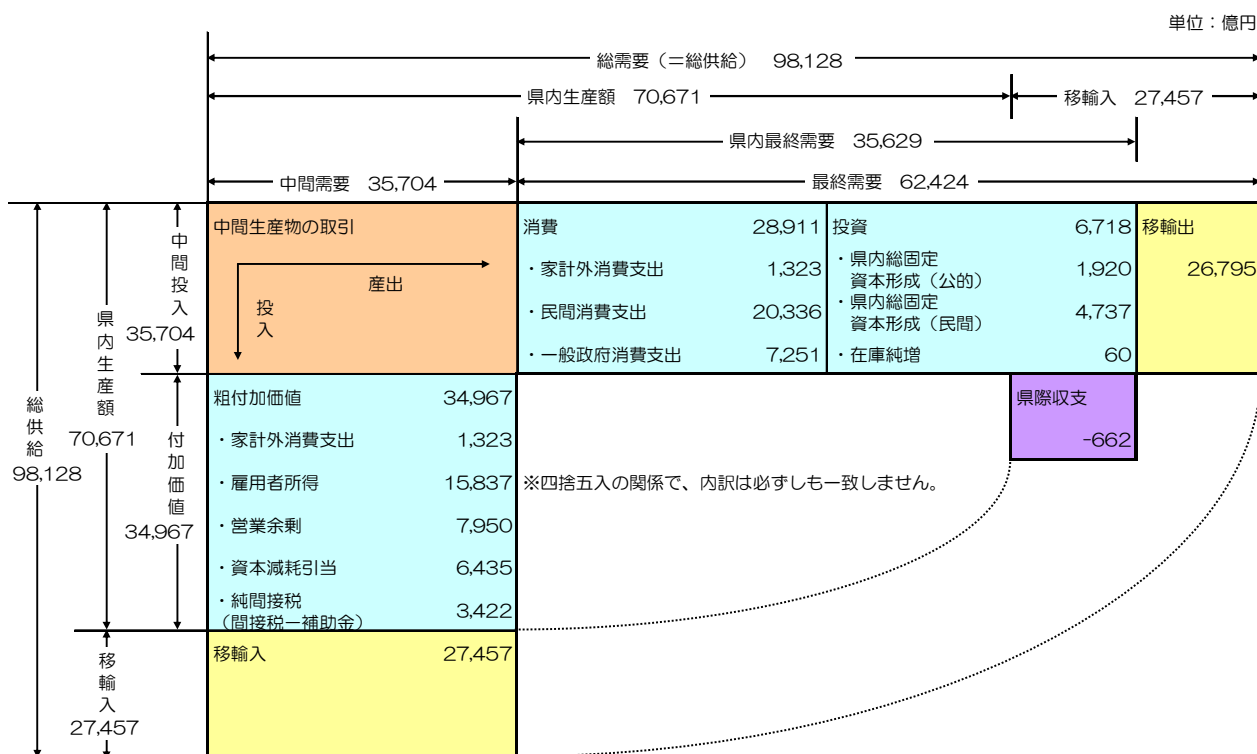 単位：億円
総需要（＝総供給） 98,128
県内生産額 70,671
移輸入 27,457
県内最終需要 35,629
中間需要 35,704
最終需要 62,424
総供給
98,128
県内生産額
70,671
中間投入
35,704
付加価値
34,967
移輸入
27,457
中間生産物の取引
産出
投入
消費 28,911
・家計外消費支出 1,323
・民間消費支出 20,336
・一般政府消費支出 7,251
投資 6,718
・県内総固定
資本形成（公的） 1,920
・県内総固定
資本形成（民間） 4,737
・在庫純増 60
移輸出
26,795
粗付加価値 34,967
・家計外消費支出 1,323
・雇用者所得 15,837
・営業余剰 7,950
・資本減耗引当 6,435
・純間接税
（間接税ー補助金） 3,422
県際収支
-662
※四捨五入の関係で、内訳は必ずしも一致しません。
移輸入 27,457